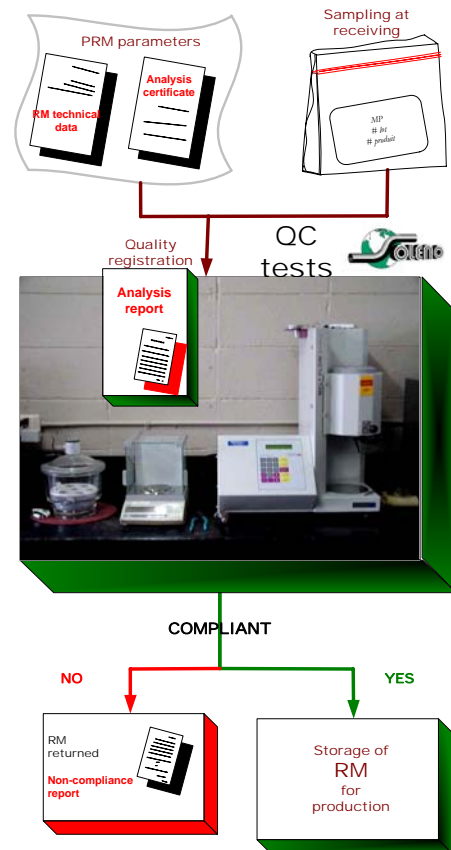 PRM parameters
Sampling at
receiving
RM technical
data
Analysis
certificate
MP
# lot
# produit
Quality
registration
QC
tests
SOLENO
Analysis
report
COMPLIANT
NO
YES
RM
returned
Non-compliance
report
Storage of
RM
for
production